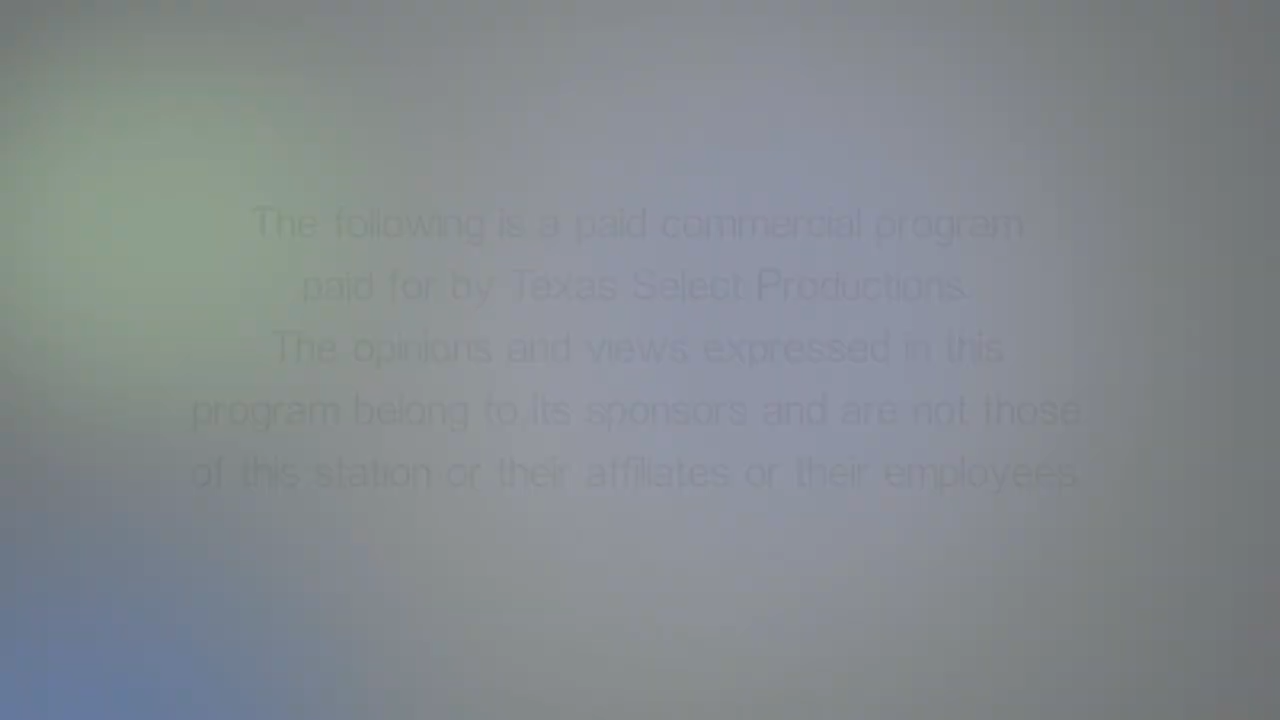 The following is a paid commercial program
paid for by Texas Select Productions.
The opinions and views expressed in this
program belong to its sponsors and are not those
of this station or their affiliates or their employees.